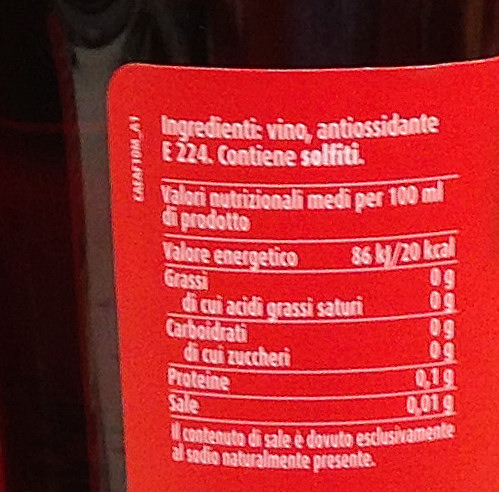 Ingredienti: vino, antiossidante
E 224. Contiene solfiti.
Valori nutrizionali medi per 100 ml
di prodotto
Valore energetico 86 kJ/20 kcal
Grassi 0 g
di cui acidi grassi saturi 0 g
Carboidrati 0 g
di cui zuccheri 0 g
Proteine 0,1 g
Sale 0,01 g
Il contenuto di sale è dovuto esclusivamente
al sodio naturalmente presente.